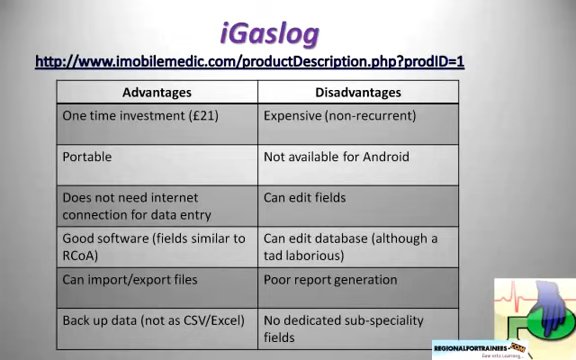 iGaslog
http://www.imobilemedic.com/productDescription.php?prodID=1
Advantages
Disadvantages
One time investment (£21)
Expensive (non-recurrent)
Portable
Not available for Android
Does not need internet
connection for data entry
Can edit fields
Good software (fields similar to
RCoA)
Can edit database (although a
tad laborious)
Can import/export files
Poor report generation
Back up data (not as CSV/Excel)
No dedicated sub-speciality
fields
REGIONALFORTRAINEES.COM